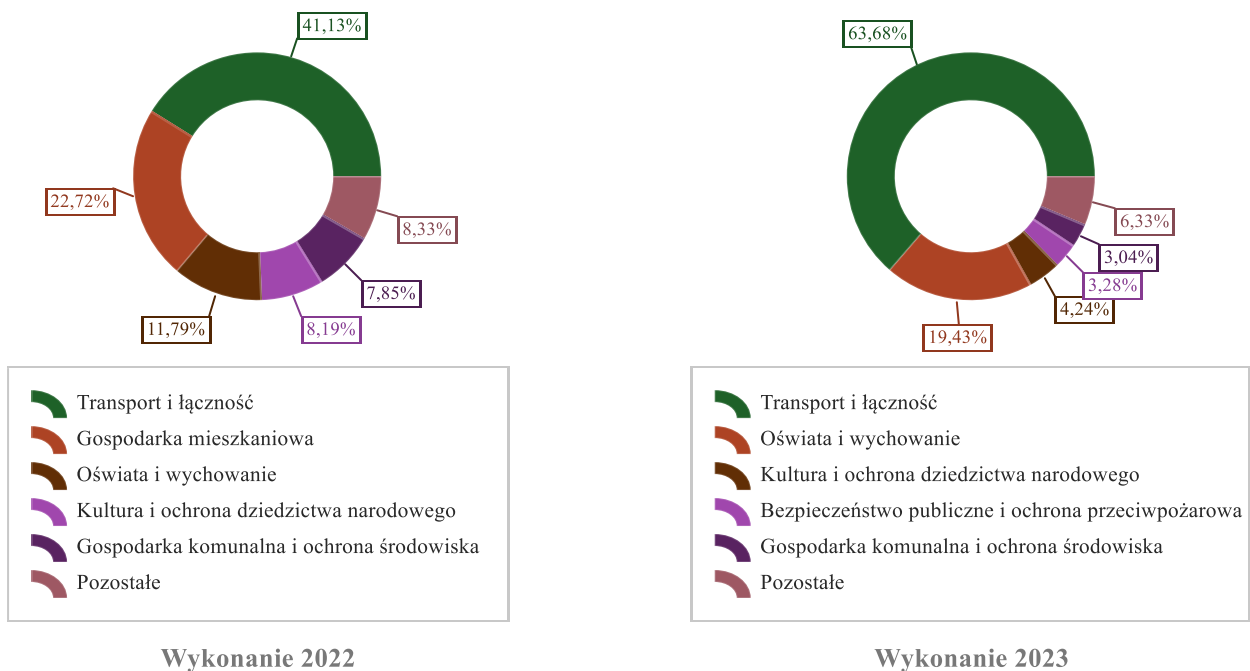 41,13%
22,72%
8,33%
7,85%
11,79%
8,19%
Transport i łączność
Gospodarka mieszkaniowa
Oświata i wychowanie
Kultura i ochrona dziedzictwa narodowego
Gospodarka komunalna i ochrona środowiska
Pozostałe
Wykonanie 2022
63,68%
6,33%
3,04%
3,28%
4,24%
19,43%
Transport i łączność
Oświata i wychowanie
Kultura i ochrona dziedzictwa narodowego
Bezpieczeństwo publiczne i ochrona przeciwpożarowa
Gospodarka komunalna i ochrona środowiska
Pozostałe
Wykonanie 2023